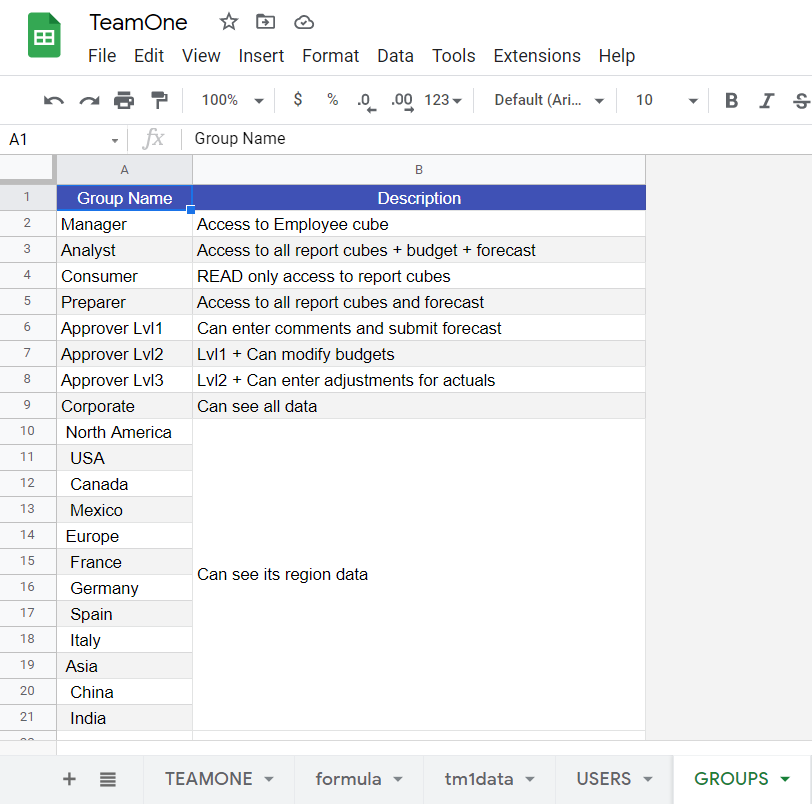 TeamOne
File Edit View Insert Format Data Tools Extensions Help
100% $ % .0 .00 123 Default (Ari... 10 B I S
A1 fx Group Name
A B
1 Group Name Description
2 Manager Access to Employee cube
3 Analyst Access to all report cubes + budget + forecast
4 Consumer READ only access to report cubes
5 Preparer Access to all report cubes and forecast
6 Approver Lvl1 Can enter comments and submit forecast
7 Approver Lvl2 Lvl1 + Can modify budgets
8 Approver Lvl3 Lvl2 + Can enter adjustments for actuals
9 Corporate Can see all data
10 North America
11 USA
12 Canada
13 Mexico
14 Europe
15 France
Can see its region data
16 Germany
17 Spain
18 Italy
19 Asia
20 China
21 India
+ TEAMONE formula tm1data USERS GROUPS